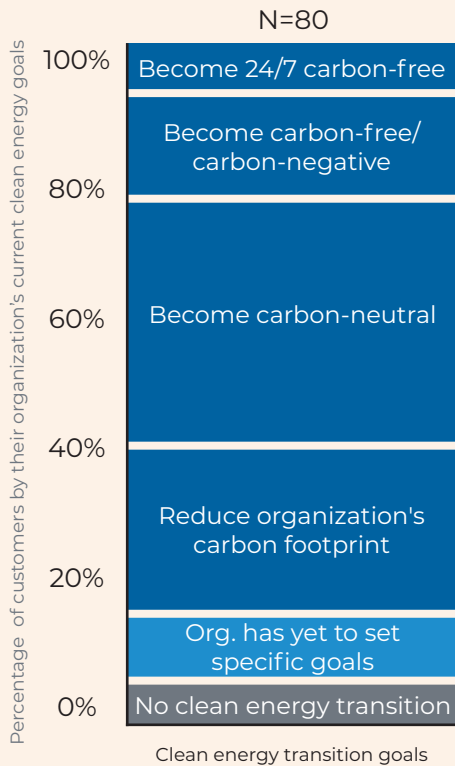 N=80
Percentage of customers by their organization's current clean energy goals
100%
80%
60%
40%
20%
0%
Become 24/7 carbon-free
Become carbon-free/
carbon-negative
Become carbon-neutral
Reduce organization's
carbon footprint
Org. has yet to set
specific goals
No clean energy transition
Clean energy transition goals